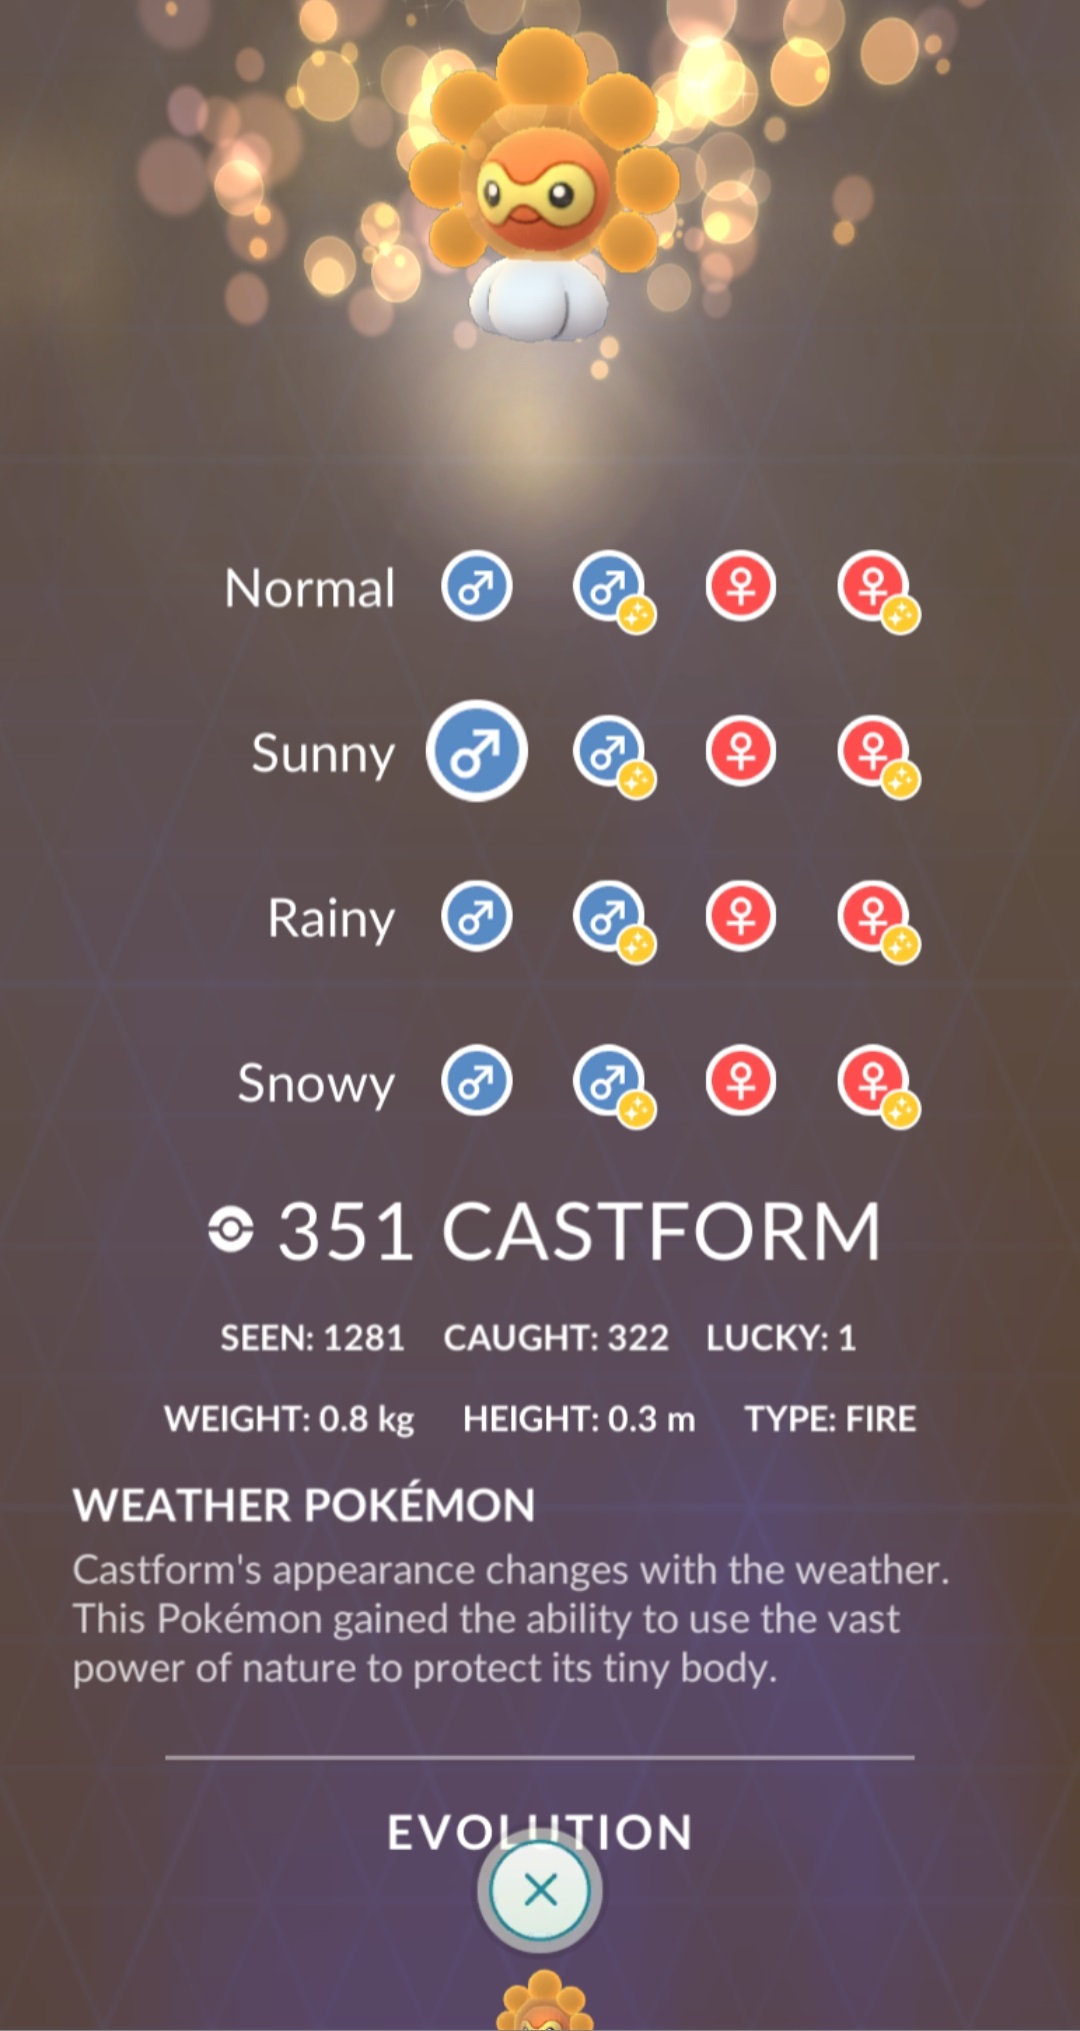 Normal
Sunny
Rainy
Snowy
351 CASTFORM
SEEN: 1281 CAUGHT: 322 LUCKY: 1
WEIGHT: 0.8 kg HEIGHT: 0.3 m TYPE: FIRE
WEATHER POKÉMON
Castform's appearance changes with the weather.
This Pokémon gained the ability to use the vast
power of nature to protect its tiny body.
EVOLUTION